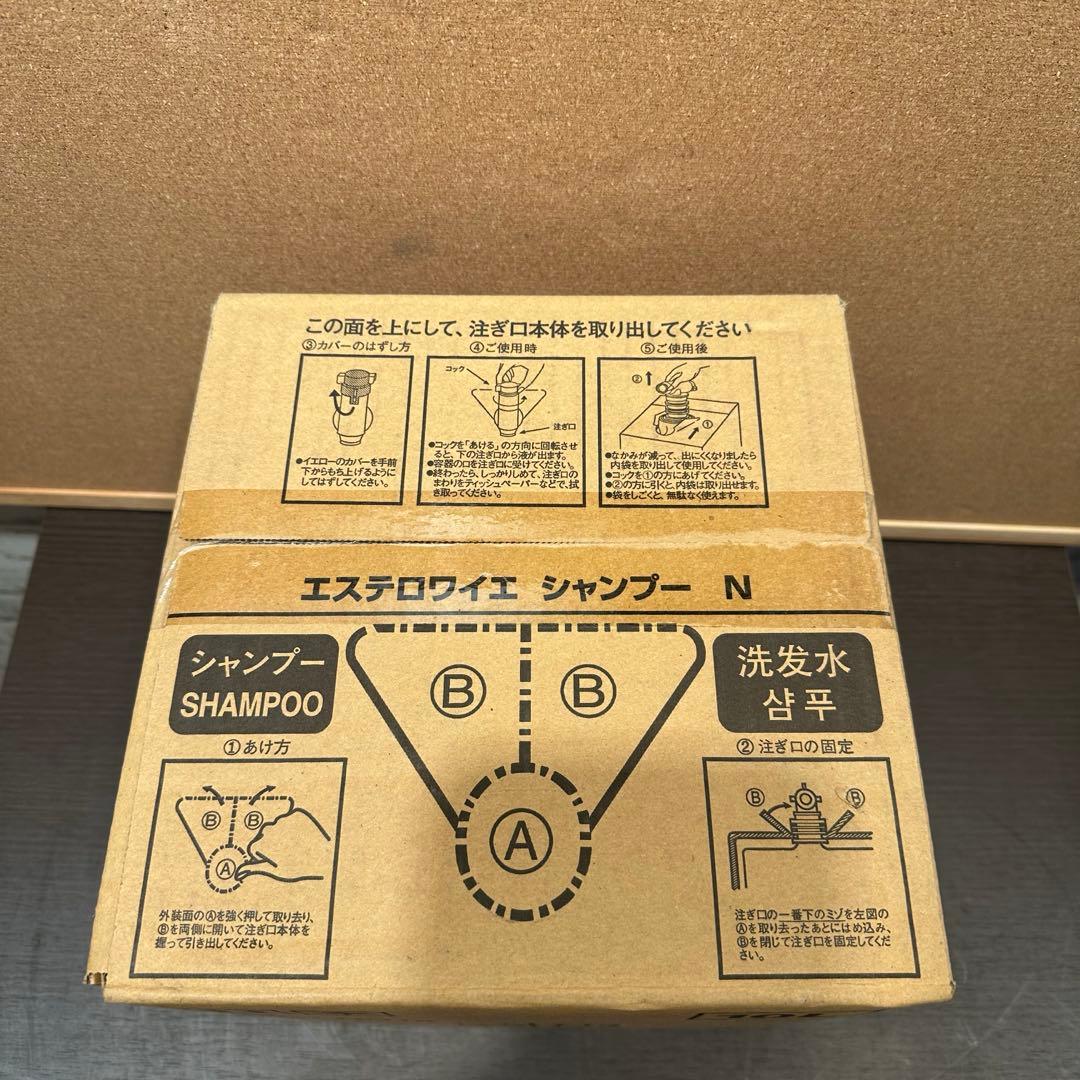 この面を上にして、注ぎ口本体を取り出してください
③カバーのはずし方
●イエローのカバーを手前
下からもち上げるように
してはずしてください。
④ご使用時
コック
注ぎ口
●コックを「あける」の方向に回転させ
ると、下の注ぎ口から液が出ます。
●容器の口を注ぎ口に受けてください。
●終わったら、しっかりしめて、注ぎ口の
まわりをティッシュペーパーなどで、拭
き取ってください。
⑤ご使用後
②
①
●なかみが減って、出にくくなりましたら
内袋を取り出して使用してください。
●コックを①の方にあげてください。
●②の方に引くと、内袋は取り出せます。
●袋をしごくと、無駄なく使えます。
エステロワイエ シャンプー N
シャンプー
SHAMPOO
Ⓑ Ⓑ
Ⓐ
洗发水
샴푸
①あけ方
Ⓑ Ⓑ
Ⓐ
外装面のⒶを強く押して取り去り、
Ⓑを両側に開いて注ぎ口本体を
握って引き出してください。
②注ぎ口の固定
Ⓑ Ⓑ
注ぎ口の一番下のミゾを左図の
Ⓐを取り去ったあとにはめ込み、
Ⓑを閉じて注ぎ口を固定してくだ
さい。